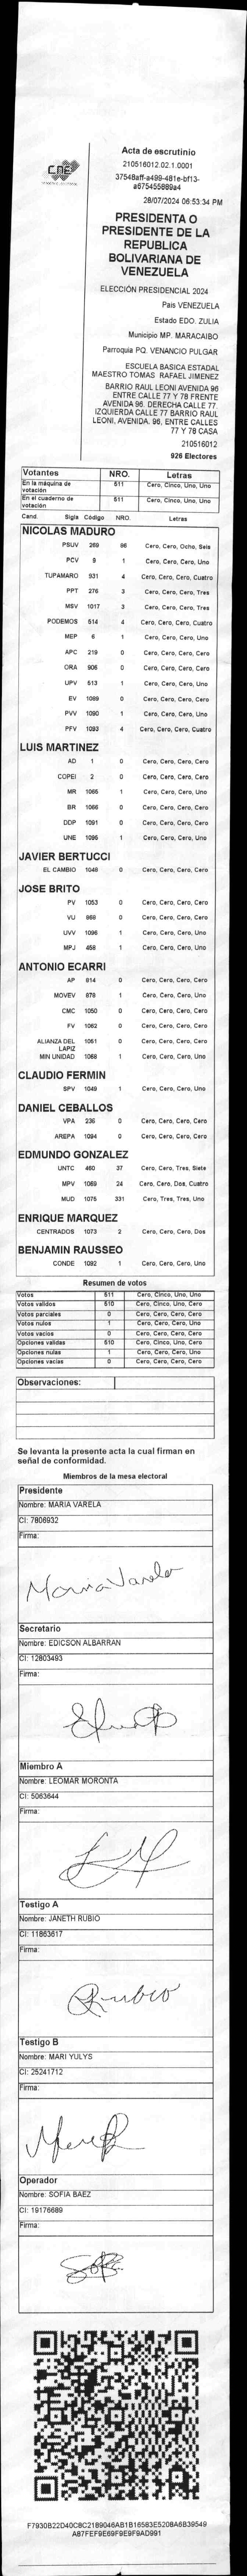 CNE
Acta de escrutinio
210516012.02.1.0001
37548aff-a499-481e-bf13-
a675455889a4
28/07/2024 06:53:34 PM
PRESIDENTA O
PRESIDENTE DE LA
REPUBLICA
BOLIVARIANA DE
VENEZUELA
ELECCIÓN PRESIDENCIAL 2024
Pais VENEZUELA
Estado EDO. ZULIA
Municipio MP. MARACAIBO
Parroquia PQ. VENANCIO PULGAR
ESCUELA BASICA ESTADAL
MAESTRO TOMAS RAFAEL JIMENEZ
BARRIO RAUL LEONI AVENIDA 96
ENTRE CALLE 77 Y 78 FRENTE
AVENIDA 96. DERECHA CALLE 77.
IZQUIERDA CALLE 77 BARRIO RAUL
LEONI, AVENIDA. 96, ENTRE CALLES
77 Y 78 CASA
210516012
926 Electores
Votantes NRO. Letras
En la máquina de votación 511 Cero, Cinco, Uno, Uno
En el cuaderno de votación 511 Cero, Cinco, Uno, Uno
Cand. Sigla Código NRO. Letras
NICOLAS MADURO
PSUV 269 86 Cero, Cero, Ocho, Seis
PCV 9 1 Cero, Cero, Cero, Uno
TUPAMARO 931 4 Cero, Cero, Cero, Cuatro
PPT 276 3 Cero, Cero, Cero, Tres
MSV 1017 3 Cero, Cero, Cero, Tres
PODEMOS 514 4 Cero, Cero, Cero, Cuatro
MEP 6 1 Cero, Cero, Cero, Uno
APC 219 0 Cero, Cero, Cero, Cero
ORA 906 0 Cero, Cero, Cero, Cero
UPV 513 1 Cero, Cero, Cero, Uno
EV 1089 0 Cero, Cero, Cero, Cero
PVV 1090 1 Cero, Cero, Cero, Uno
PFV 1093 4 Cero, Cero, Cero, Cuatro
LUIS MARTINEZ
AD 1 0 Cero, Cero, Cero, Cero
COPEI 2 0 Cero, Cero, Cero, Cero
MR 1065 1 Cero, Cero, Cero, Uno
BR 1066 0 Cero, Cero, Cero, Cero
DDP 1091 0 Cero, Cero, Cero, Cero
UNE 1095 1 Cero, Cero, Cero, Uno
JAVIER BERTUCCI
EL CAMBIO 1048 0 Cero, Cero, Cero, Cero
JOSE BRITO
PV 1053 0 Cero, Cero, Cero, Cero
VU 968 0 Cero, Cero, Cero, Cero
UVV 1096 1 Cero, Cero, Cero, Uno
MPJ 458 1 Cero, Cero, Cero, Uno
ANTONIO ECARRI
AP 914 0 Cero, Cero, Cero, Cero
MOVEV 878 1 Cero, Cero, Cero, Uno
CMC 1050 0 Cero, Cero, Cero, Cero
FV 1062 0 Cero, Cero, Cero, Cero
ALIANZA DEL LAPIZ 1061 0 Cero, Cero, Cero, Cero
MIN UNIDAD 1068 1 Cero, Cero, Cero, Uno
CLAUDIO FERMIN
SPV 1049 1 Cero, Cero, Cero, Uno
DANIEL CEBALLOS
VPA 236 0 Cero, Cero, Cero, Cero
AREPA 1094 0 Cero, Cero, Cero, Cero
EDMUNDO GONZALEZ
UNTC 460 37 Cero, Cero, Tres, Siete
MPV 1069 24 Cero, Cero, Dos, Cuatro
MUD 1075 331 Cero, Tres, Tres, Uno
ENRIQUE MARQUEZ
CENTRADOS 1073 2 Cero, Cero, Cero, Dos
BENJAMIN RAUSSEO
CONDE 1092 1 Cero, Cero, Cero, Uno
Resumen de votos
Votos 511 Cero, Cinco, Uno, Uno
Votos validos 510 Cero, Cinco, Uno, Cero
Votos parciales 0 Cero, Cero, Cero, Cero
Votos nulos 1 Cero, Cero, Cero, Uno
Votos vacios 0 Cero, Cero, Cero, Cero
Opciones validas 510 Cero, Cinco, Uno, Cero
Opciones nulas 1 Cero, Cero, Cero, Uno
Opciones vacias 0 Cero, Cero, Cero, Cero
Observaciones:
Se levanta la presente acta la cual firman en
señal de conformidad.
Miembros de la mesa electoral
Presidente
Nombre: MARIA VARELA
CI: 7806932
Firma:
Maria Varela
Secretario
Nombre: EDICSON ALBARRAN
CI: 12803493
Firma:
Miembro A
Nombre: LEOMAR MORONTA
CI: 5063644
Firma:
Testigo A
Nombre: JANETH RUBIO
CI: 11863617
Firma:
Rubio
Testigo B
Nombre: MARI YULYS
CI: 25241712
Firma:
Operador
Nombre: SOFIA BAEZ
CI: 19176689
Firma:
F7930B22D40C8C2189046AB1B16563E5208A6B39549
A87FEF9E69F9E9F9AD991